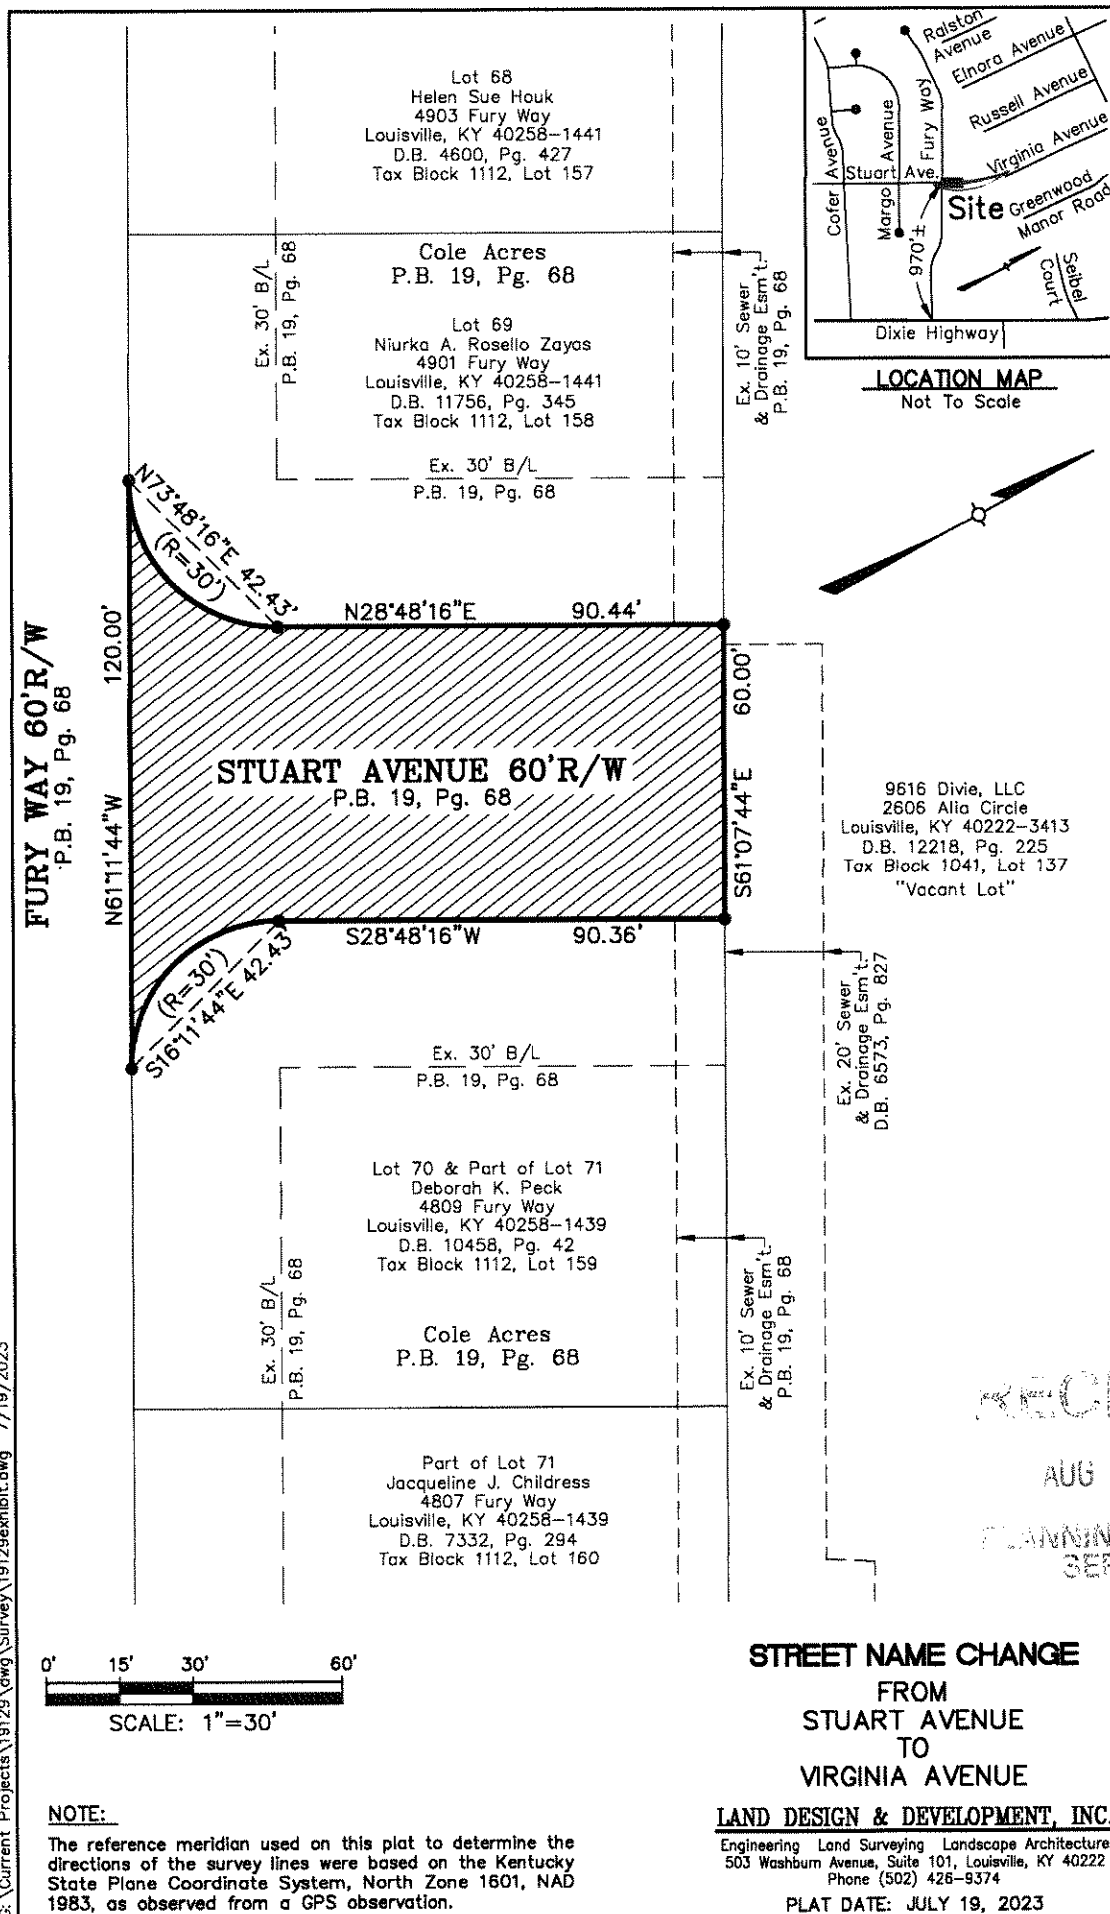 Lot 68
Helen Sue Houk
4903 Fury Way
Louisville, KY 40258-1441
D.B. 4600, Pg. 427
Tax Block 1112, Lot 157
Ralston
Avenue
Elnora Avenue
Russell Avenue
Virginia Avenue
Fury Way
Margo Avenue
Cofer Avenue
Stuart Ave.
Site
Greenwood
Manor Road
970'±
Seibel
Court
Dixie Highway
LOCATION MAP
Not To Scale
Cole Acres
P.B. 19, Pg. 68
Ex. 30' B/L
P.B. 19, Pg. 68
Lot 69
Niurka A. Rosello Zayas
4901 Fury Way
Louisville, KY 40258-1441
D.B. 11756, Pg. 345
Tax Block 1112, Lot 158
Ex. 10' Sewer
& Drainage Esm't.
P.B. 19, Pg. 68
Ex. 30' B/L
P.B. 19, Pg. 68
N73°48'16"E 42.43'
(R=30')
N28°48'16"E 90.44'
FURY WAY 60'R/W
P.B. 19, Pg. 68
N61°11'44"W 120.00'
STUART AVENUE 60'R/W
P.B. 19, Pg. 68
S61°07'44"E 60.00'
9616 Divie, LLC
2606 Alia Circle
Louisville, KY 40222-3413
D.B. 12218, Pg. 225
Tax Block 1041, Lot 137
"Vacant Lot"
S28°48'16"W 90.36'
(R=30')
S16°11'44"E 42.43'
Ex. 20' Sewer
& Drainage Esm't.
D.B. 6573, Pg. 827
Ex. 30' B/L
P.B. 19, Pg. 68
Lot 70 & Part of Lot 71
Deborah K. Peck
4809 Fury Way
Louisville, KY 40258-1439
D.B. 10458, Pg. 42
Tax Block 1112, Lot 159
Ex. 30' B/L
P.B. 19, Pg. 68
Cole Acres
P.B. 19, Pg. 68
Ex. 10' Sewer
& Drainage Esm't.
P.B. 19, Pg. 68
RECE
AUG
PLANNIN
SER
Part of Lot 71
Jacqueline J. Childress
4807 Fury Way
Louisville, KY 40258-1439
D.B. 7332, Pg. 294
Tax Block 1112, Lot 160
\Current Projects\19129\dwg\Survey\19129exhibit.dwg 7/19/2023
0' 15' 30' 60'
SCALE: 1"=30'
STREET NAME CHANGE
FROM
STUART AVENUE
TO
VIRGINIA AVENUE
LAND DESIGN & DEVELOPMENT, INC.
Engineering Land Surveying Landscape Architecture
503 Washburn Avenue, Suite 101, Louisville, KY 40222
Phone (502) 426-9374
PLAT DATE: JULY 19, 2023
NOTE:
The reference meridian used on this plat to determine the
directions of the survey lines were based on the Kentucky
State Plane Coordinate System, North Zone 1601, NAD
1983, as observed from a GPS observation.